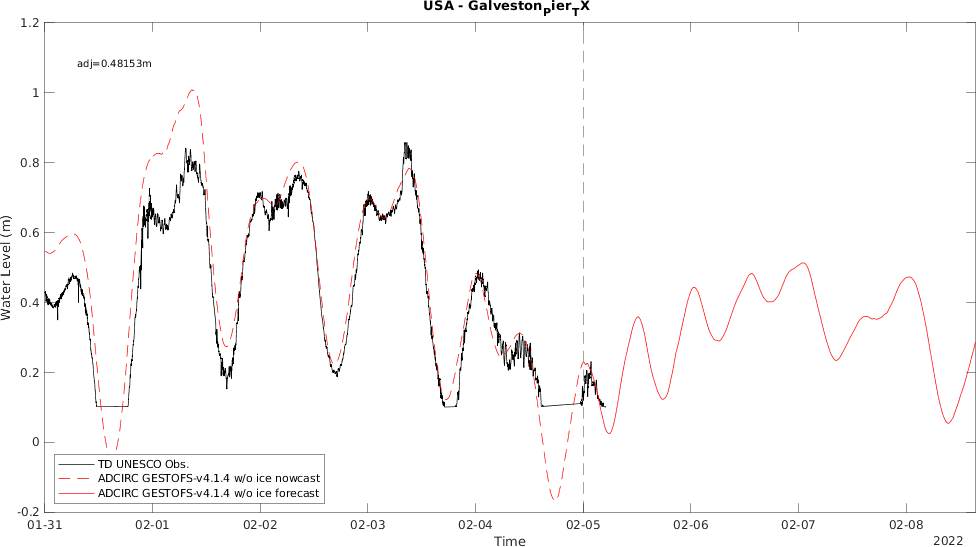 USA - GalvestonPierTX
1.2
adj=0.48153m
1
0.8
0.6
0.4
0.2
0
-0.2
Water Level (m)
TD UNESCO Obs.
ADCIRC GESTOFS-v4.1.4 w/o ice nowcast
ADCIRC GESTOFS-v4.1.4 w/o ice forecast
01-31 02-01 02-02 02-03 02-04 02-05 02-06 02-07 02-08
Time
2022